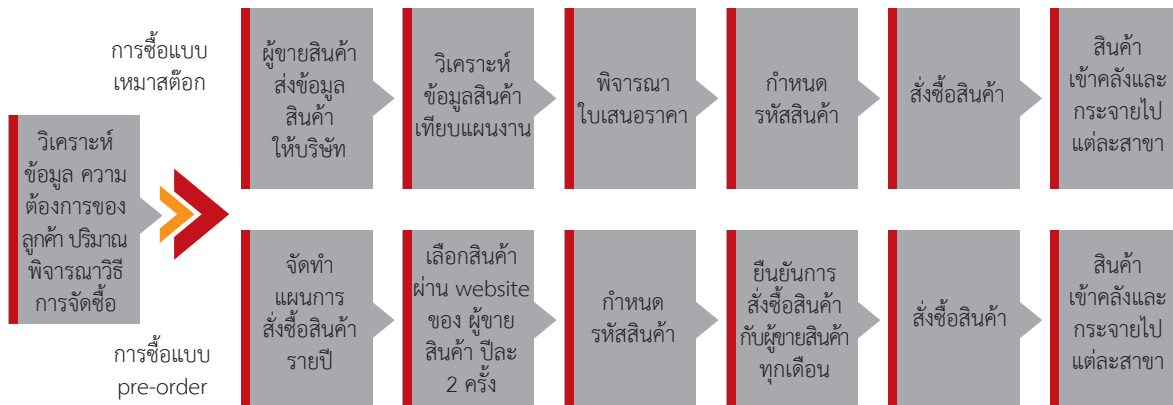 วิเคราะห์
ข้อมูล ความ
ต้องการของ
ลูกค้า ปริมาณ
พิจารณาวิธี
การจัดซื้อ
การซื้อแบบ
เหมาสต๊อก
ผู้ขายสินค้า
ส่งข้อมูล
สินค้า
ให้บริษัท
วิเคราะห์
ข้อมูลสินค้า
เทียบแผนงาน
พิจารณา
ใบเสนอราคา
กำหนด
รหัสสินค้า
สั่งซื้อสินค้า
สินค้า
เข้าคลังและ
กระจายไป
แต่ละสาขา
การซื้อแบบ
pre-order
จัดทำ
แผนการ
สั่งซื้อสินค้า
รายปี
เลือกสินค้า
ผ่าน website
ของ ผู้ขาย
สินค้า ปีละ
2 ครั้ง
กำหนด
รหัสสินค้า
ยืนยันการ
สั่งซื้อสินค้า
กับผู้ขายสินค้า
ทุกเดือน
สั่งซื้อสินค้า
สินค้า
เข้าคลังและ
กระจายไป
แต่ละสาขา